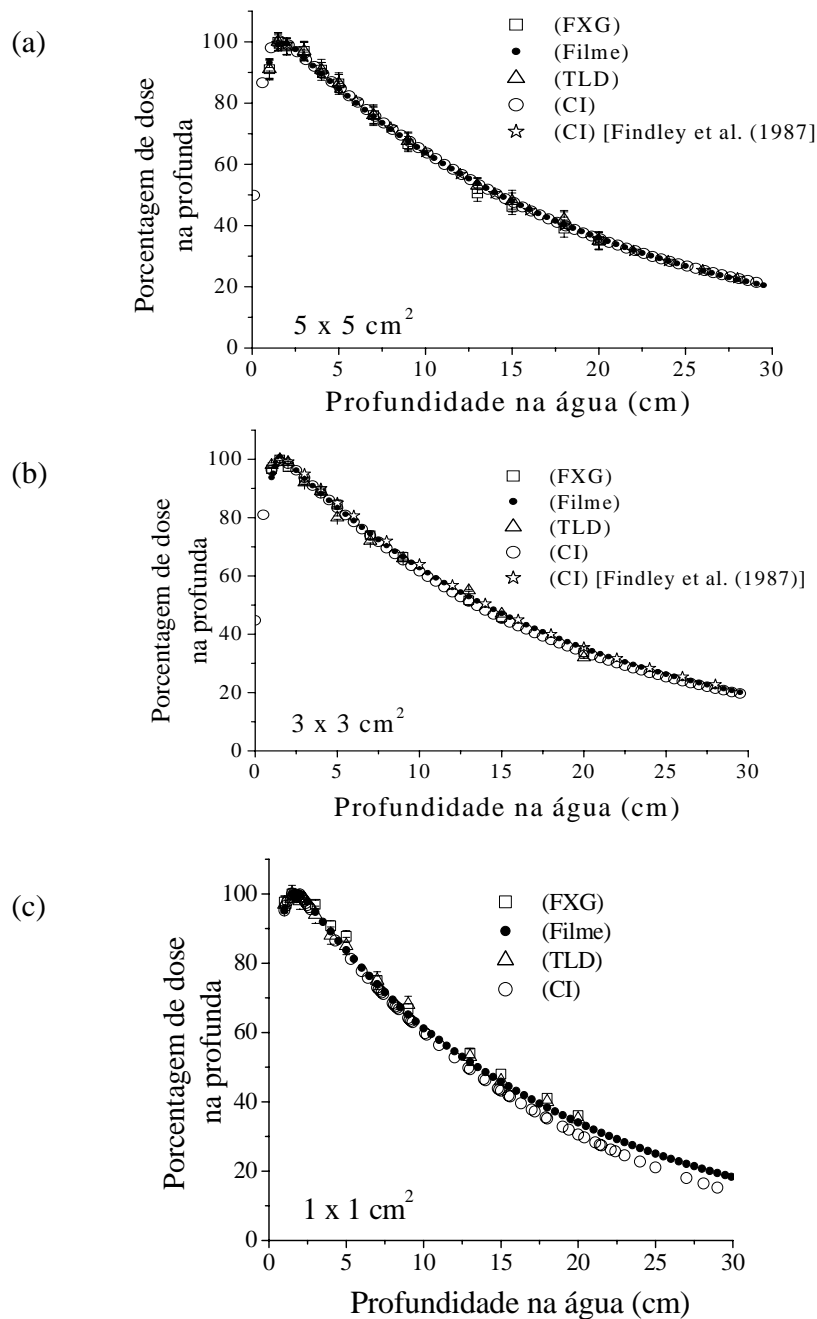 (a)
100
80
60
40
20
0
Porcentagem de dose
na profunda
(FXG)
(Filme)
(TLD)
(CI)
(CI) [Findley et al. (1987]
5 x 5 cm²
0 5 10 15 20 25 30
Profundidade na água (cm)
(b)
100
80
60
40
20
0
Porcentagem de dose
na profunda
(FXG)
(Filme)
(TLD)
(CI)
(CI) [Findley et al. (1987)]
3 x 3 cm²
0 5 10 15 20 25 30
Profundidade na água (cm)
(c)
100
80
60
40
20
0
Porcentagem de dose
na profunda
(FXG)
(Filme)
(TLD)
(CI)
1 x 1 cm²
0 5 10 15 20 25 30
Profundidade na água (cm)